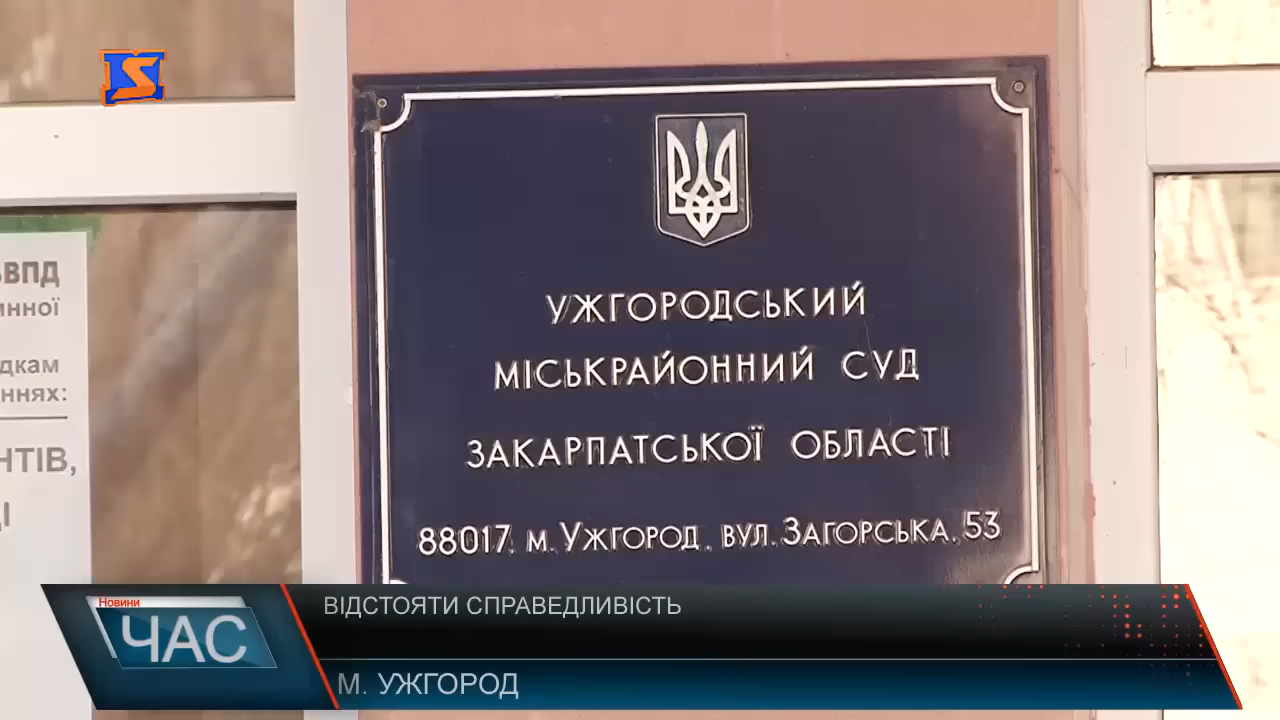 УЖГОРОДСЬКИЙ
МІСЬКРАЙОННИЙ СУД
ЗАКАРПАТСЬКОЇ ОБЛАСТІ
88017, м. УЖГОРОД, ВУЛ. ЗАГОРСЬКА, 53
Новини
ЧАС
ВІДСТОЯТИ СПРАВЕДЛИВІСТЬ
М. УЖГОРОД